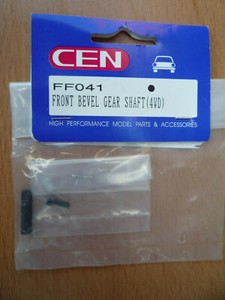 CEN
FF041
FRONT BEVEL GEAR SHAFT(4WD)
HIGH PERFORMANCE MODEL PARTS & ACCESSORIES